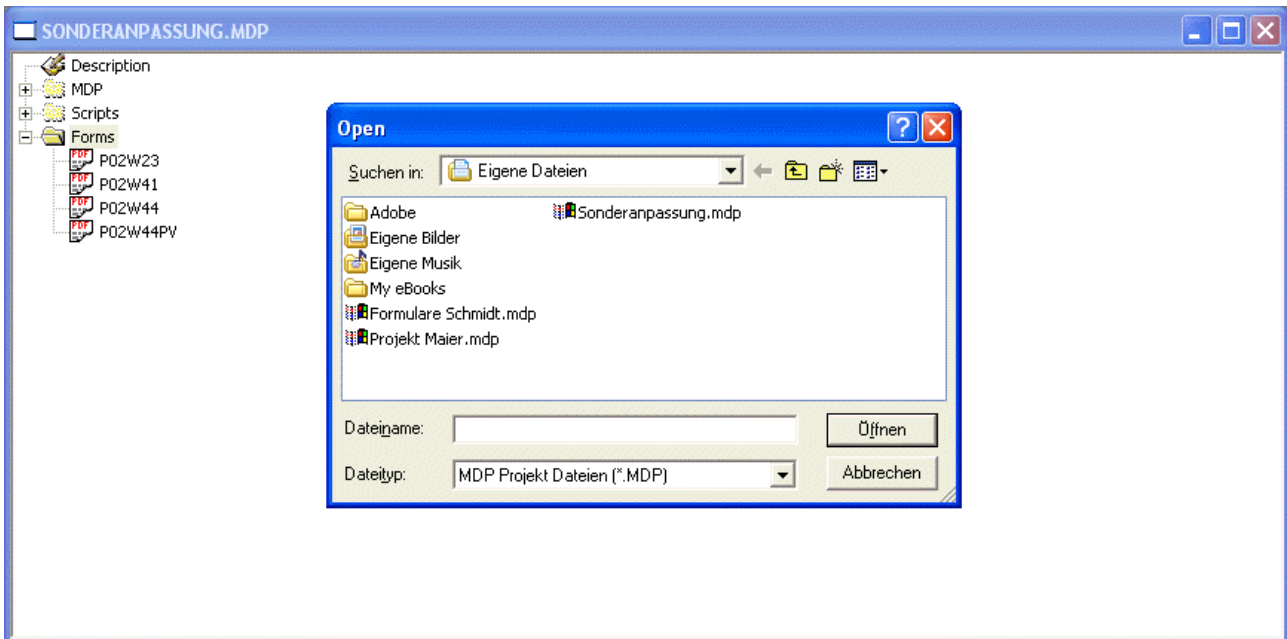 SONDERANPASSUNG.MDP
Description
MDP
Scripts
Forms
P02W23
P02W41
P02W44
P02W44PV
Open
Suchen in: Eigene Dateien
Adobe Sonderanpassung.mdp
Eigene Bilder
Eigene Musik
My eBooks
Formulare Schmidt.mdp
Projekt Maier.mdp
Dateiname: Öffnen
Dateityp: MDP Projekt Dateien (*.MDP) Abbrechen